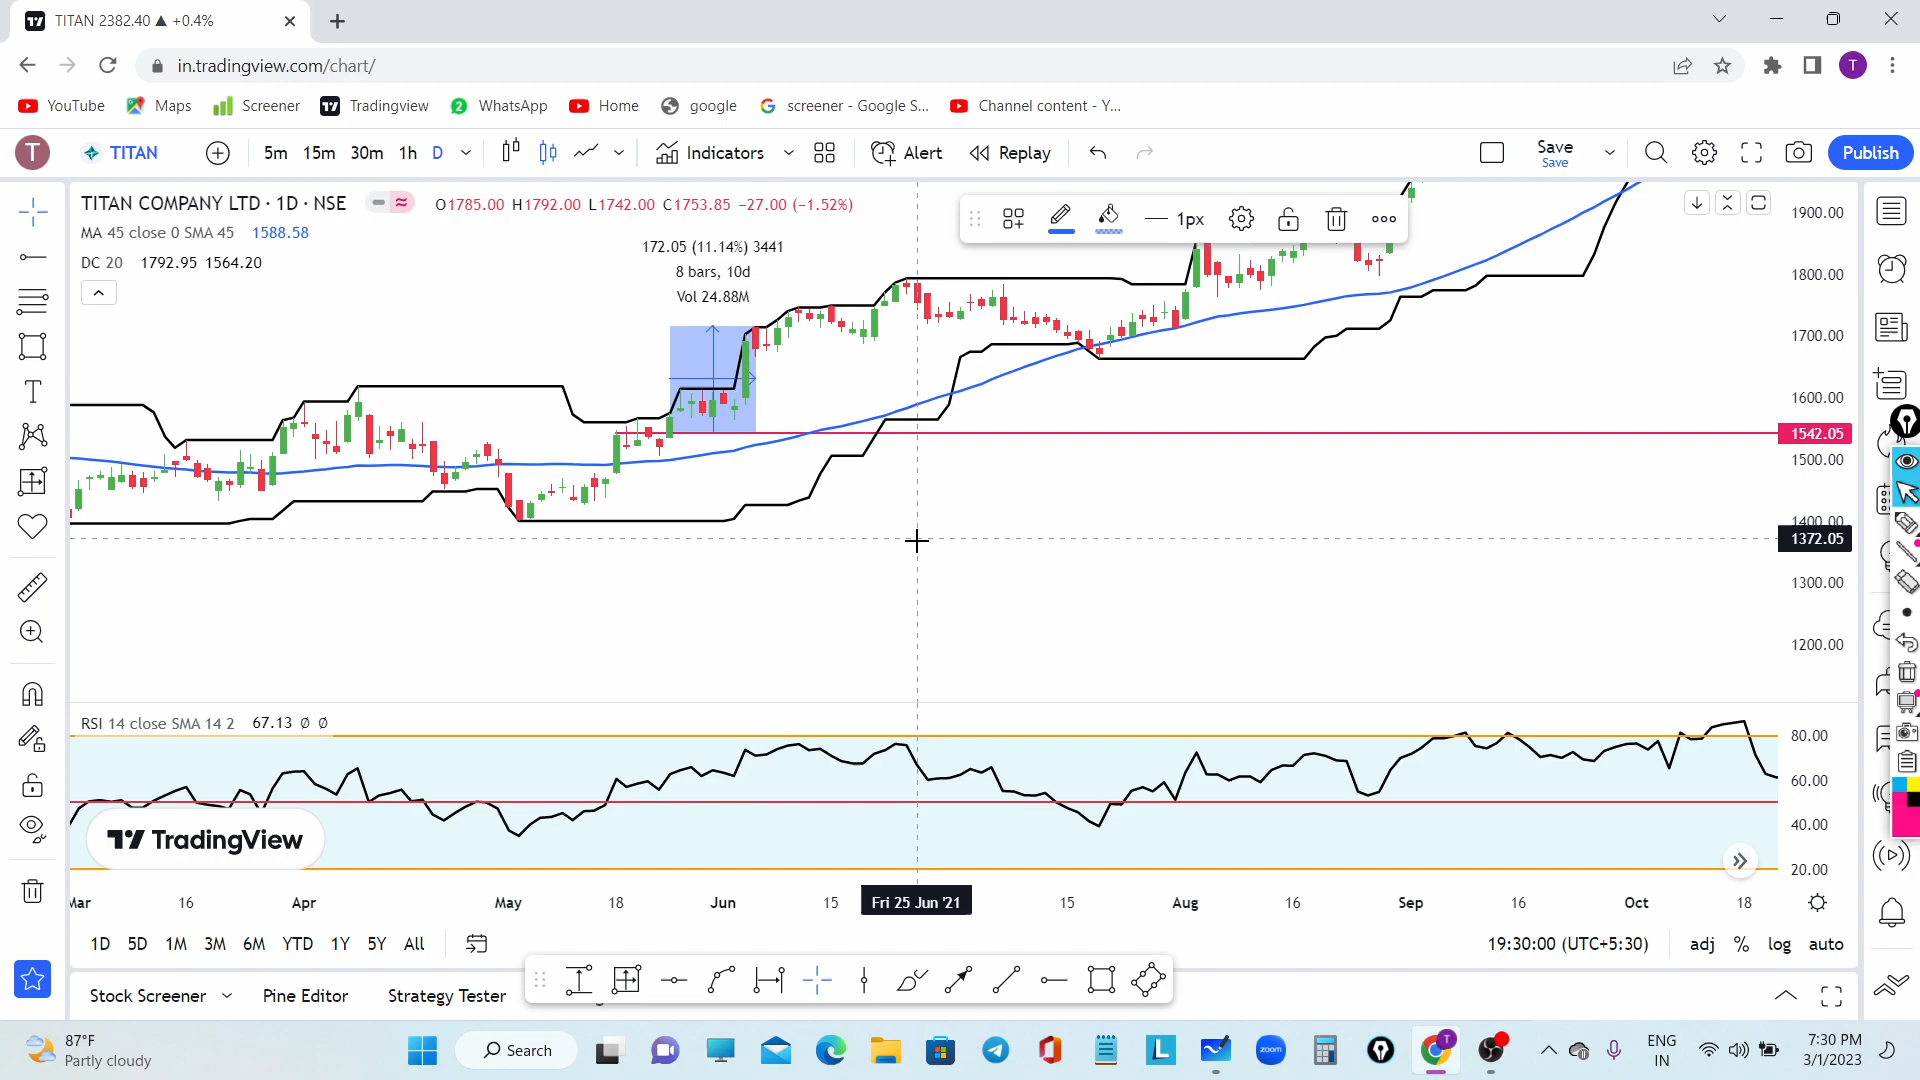 TITAN 2382.40 ▲ +0.4%
in.tradingview.com/chart/
T
YouTube
Maps
Screener
Tradingview
2
WhatsApp
Home
google
screener - Google S...
Channel content - Y...
T
TITAN
5m 15m 30m 1h D
Indicators
Alert
Replay
Save
Save
Publish
TITAN COMPANY LTD · 1D · NSE
O1785.00 H1792.00 L1742.00 C1753.85 −27.00 (−1.52%)
MA 45 close 0 SMA 45 1588.58
DC 20 1792.95 1564.20
172.05 (11.14%) 3441
8 bars, 10d
Vol 24.88M
1px
1900.00
1800.00
1700.00
1600.00
1542.05
1500.00
1400.00
1372.05
1300.00
1200.00
RSI 14 close SMA 14 2 67.13 ∅ ∅
80.00
60.00
40.00
20.00
TradingView
Mar 16 Apr May 18 Jun 15 Fri 25 Jun '21 15 Aug 16 Sep 16 Oct 18
1D 5D 1M 3M 6M YTD 1Y 5Y All
19:30:00 (UTC+5:30)
adj % log auto
Stock Screener
Pine Editor
Strategy Tester
87°F
Partly cloudy
Search
L
zoom
T
ENG
IN
7:30 PM
3/1/2023